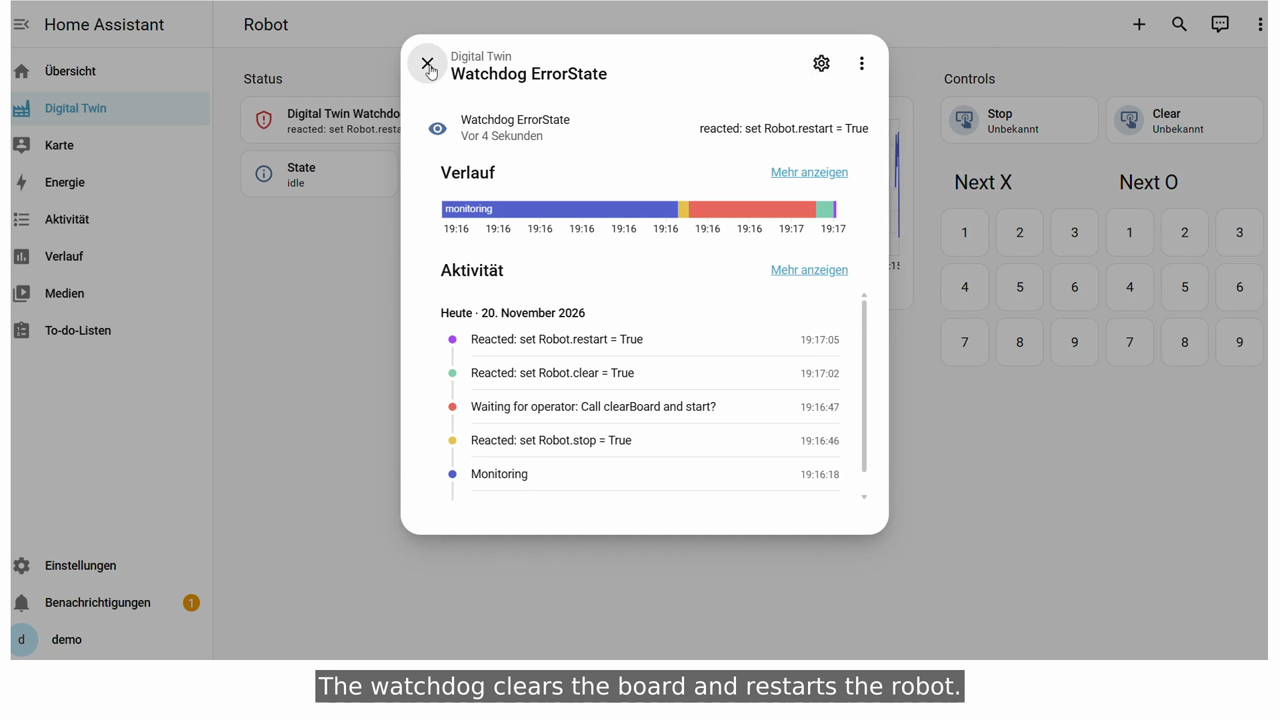 Home Assistant
Robot
Übersicht
Digital Twin
Karte
Energie
Aktivität
Verlauf
Medien
To-do-Listen
Einstellungen
Benachrichtigungen
1
d
demo
Status
Digital Twin Watchdo
reacted: set Robot.resta
State
idle
Digital Twin
Watchdog ErrorState
Watchdog ErrorState
Vor 4 Sekunden
reacted: set Robot.restart = True
Verlauf
Mehr anzeigen
monitoring
19:16 19:16 19:16 19:16 19:16 19:16 19:16 19:16 19:17 19:17
Aktivität
Mehr anzeigen
Heute · 20. November 2026
Reacted: set Robot.restart = True 19:17:05
Reacted: set Robot.clear = True 19:17:02
Waiting for operator: Call clearBoard and start? 19:16:47
Reacted: set Robot.stop = True 19:16:46
Monitoring 19:16:18
Controls
Stop
Unbekannt
Clear
Unbekannt
Next X
Next O
1 2 3 1 2 3
4 5 6 4 5 6
7 8 9 7 8 9
The watchdog clears the board and restarts the robot.